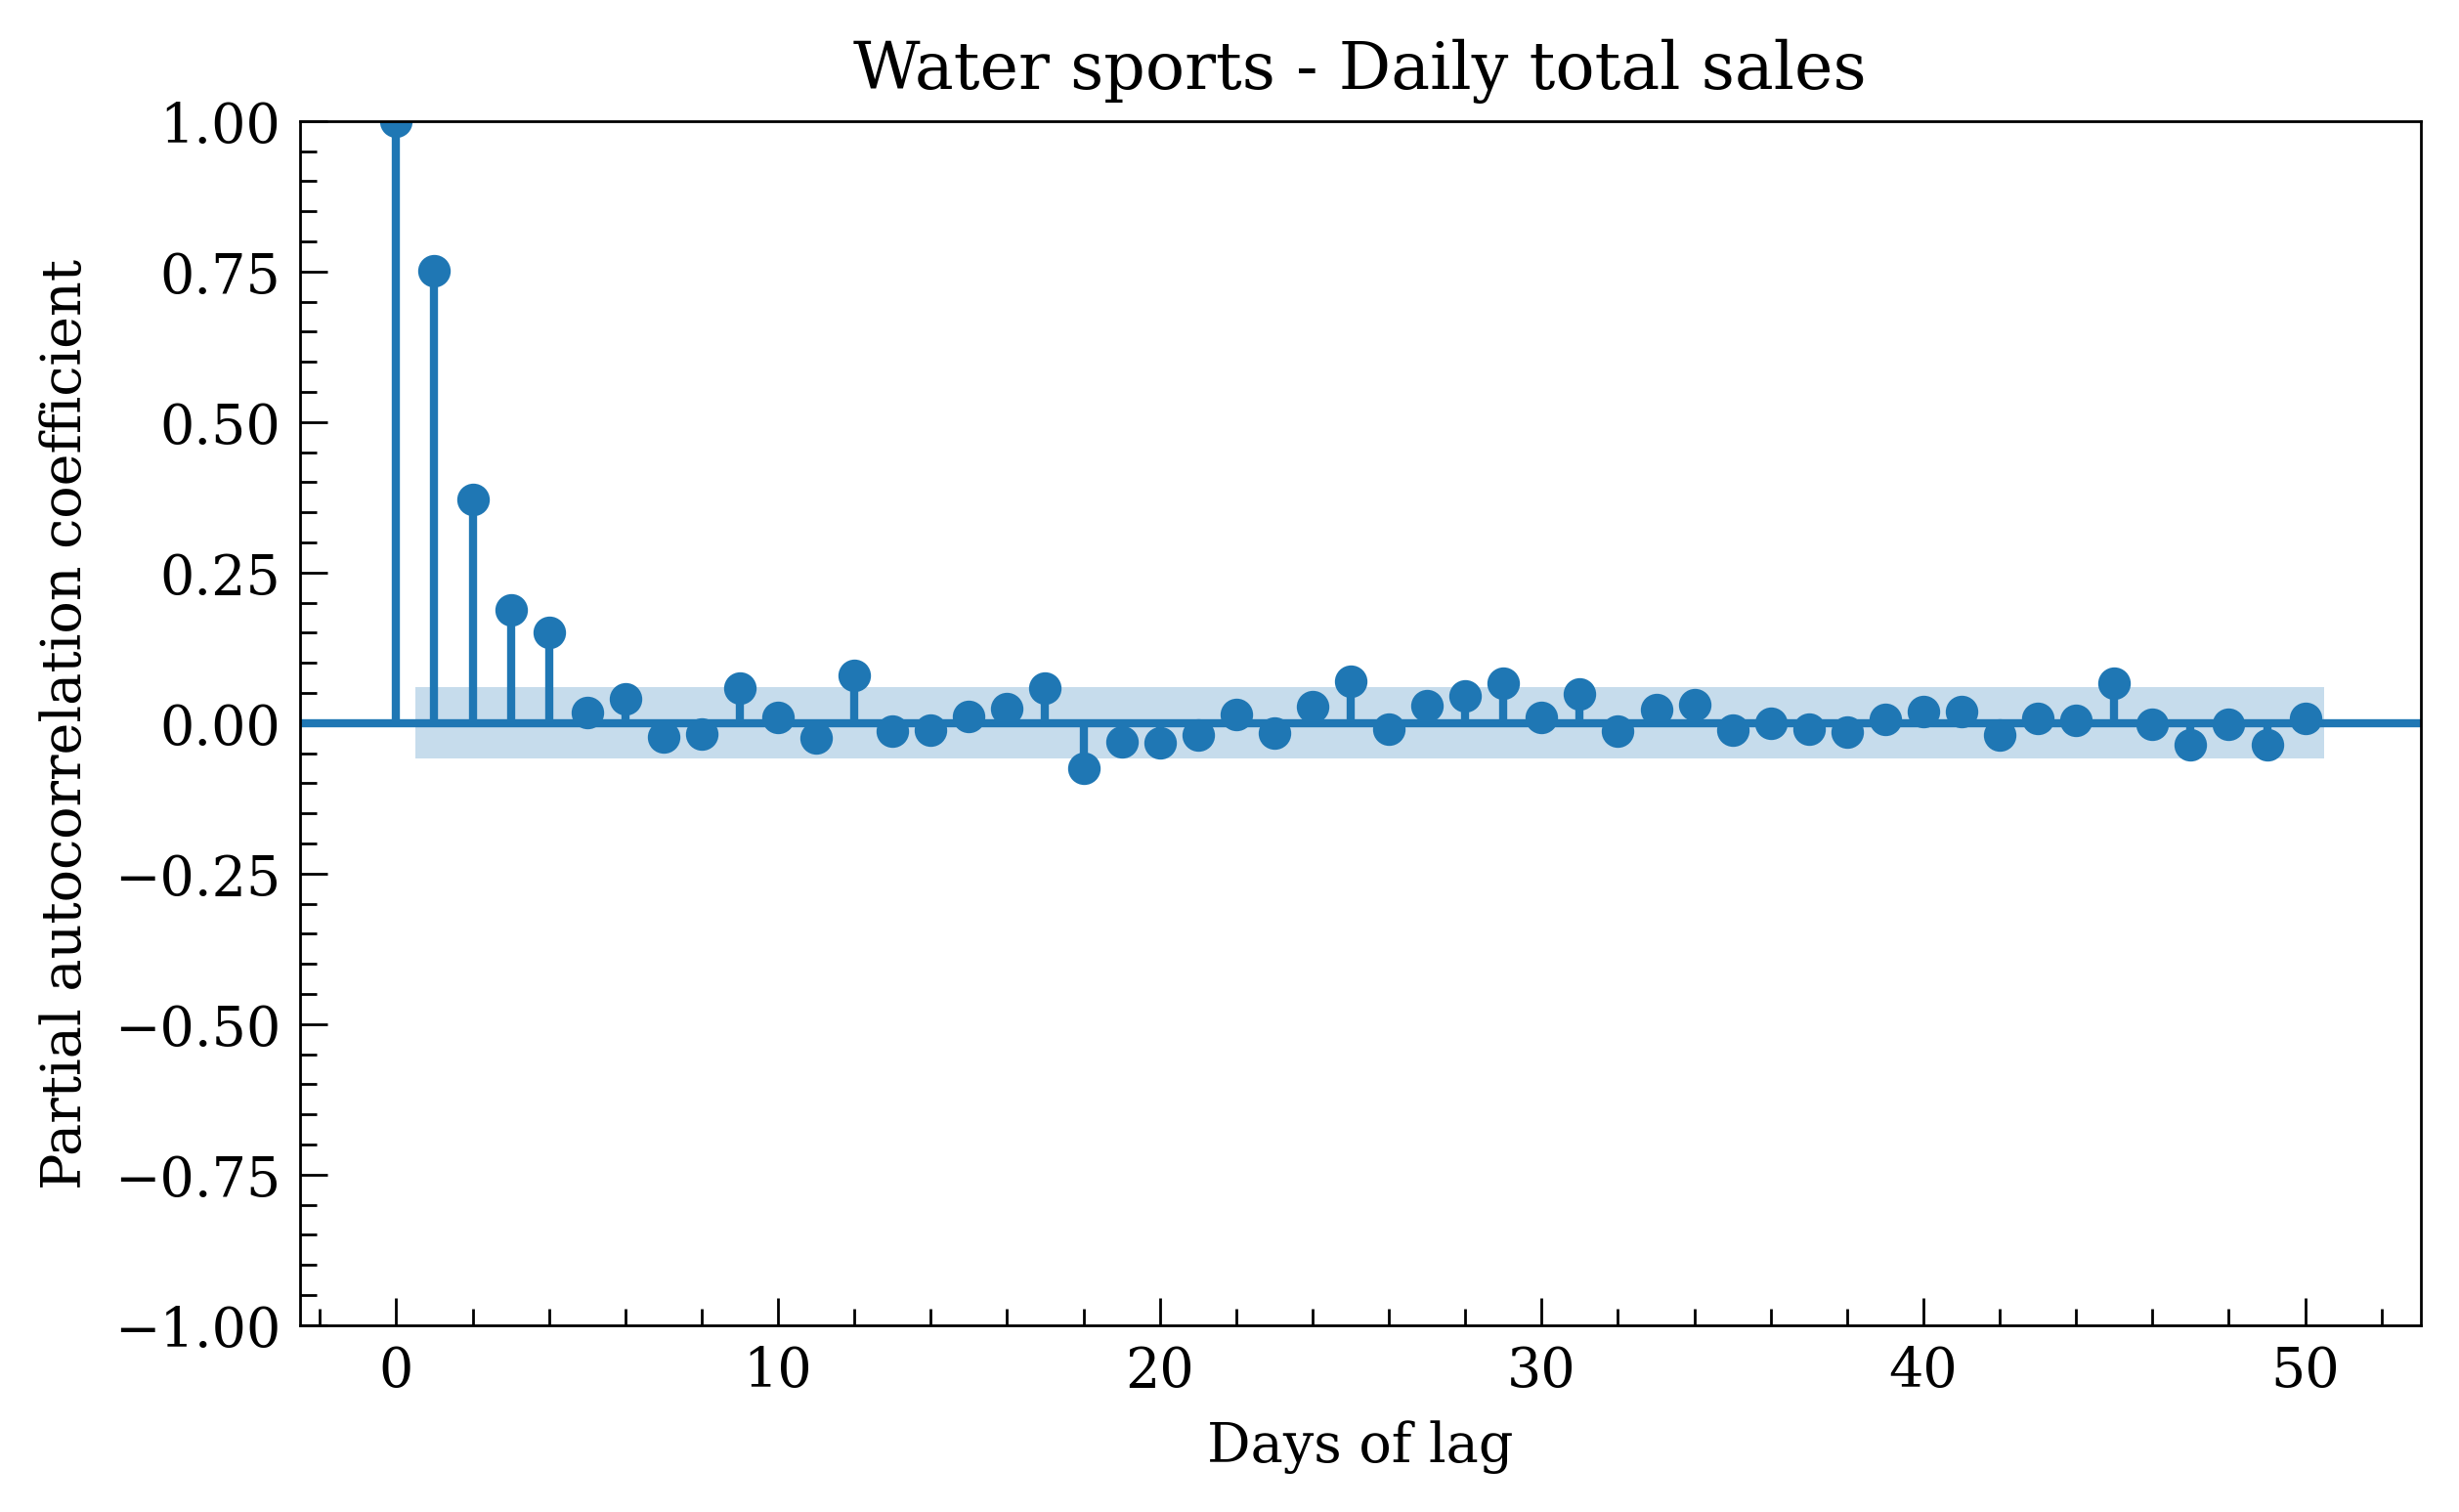 Water sports - Daily total sales
Partial autocorrelation coefficient
1.00
0.75
0.50
0.25
0.00
−0.25
−0.50
−0.75
−1.00
0 10 20 30 40 50
Days of lag